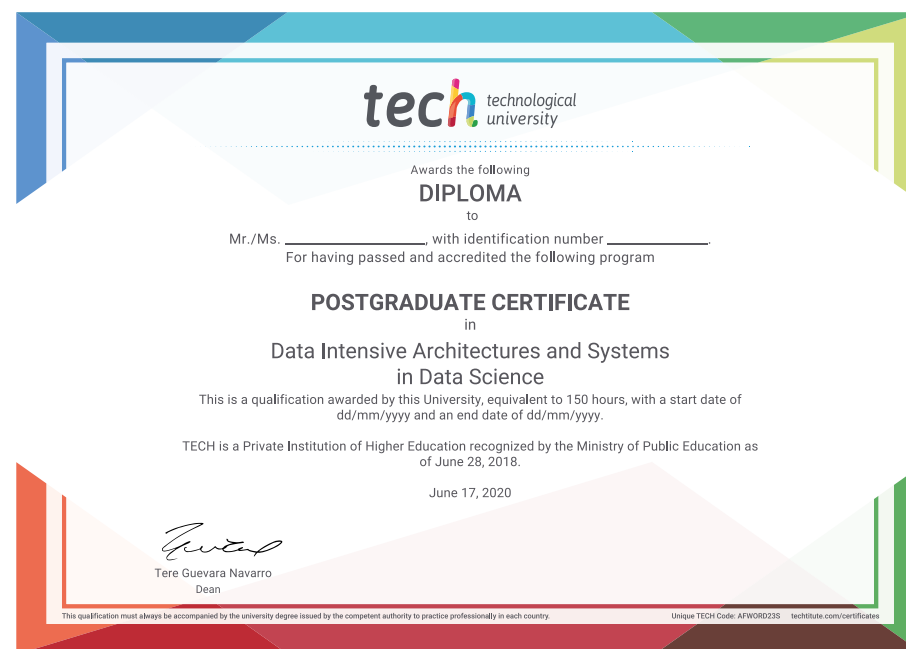 tech technological
university
Awards the following
DIPLOMA
to
Mr./Ms. ____________, with identification number ____________.
For having passed and accredited the following program
POSTGRADUATE CERTIFICATE
in
Data Intensive Architectures and Systems
in Data Science
This is a qualification awarded by this University, equivalent to 150 hours, with a start date of
dd/mm/yyyy and an end date of dd/mm/yyyy.
TECH is a Private Institution of Higher Education recognized by the Ministry of Public Education as
of June 28, 2018.
June 17, 2020
Tere Guevara Navarro
Dean
This qualification must always be accompanied by the university degree issued by the competent authority to practice professionally in each country.
Unique TECH Code: AFWORD23S techtitute.com/certificates